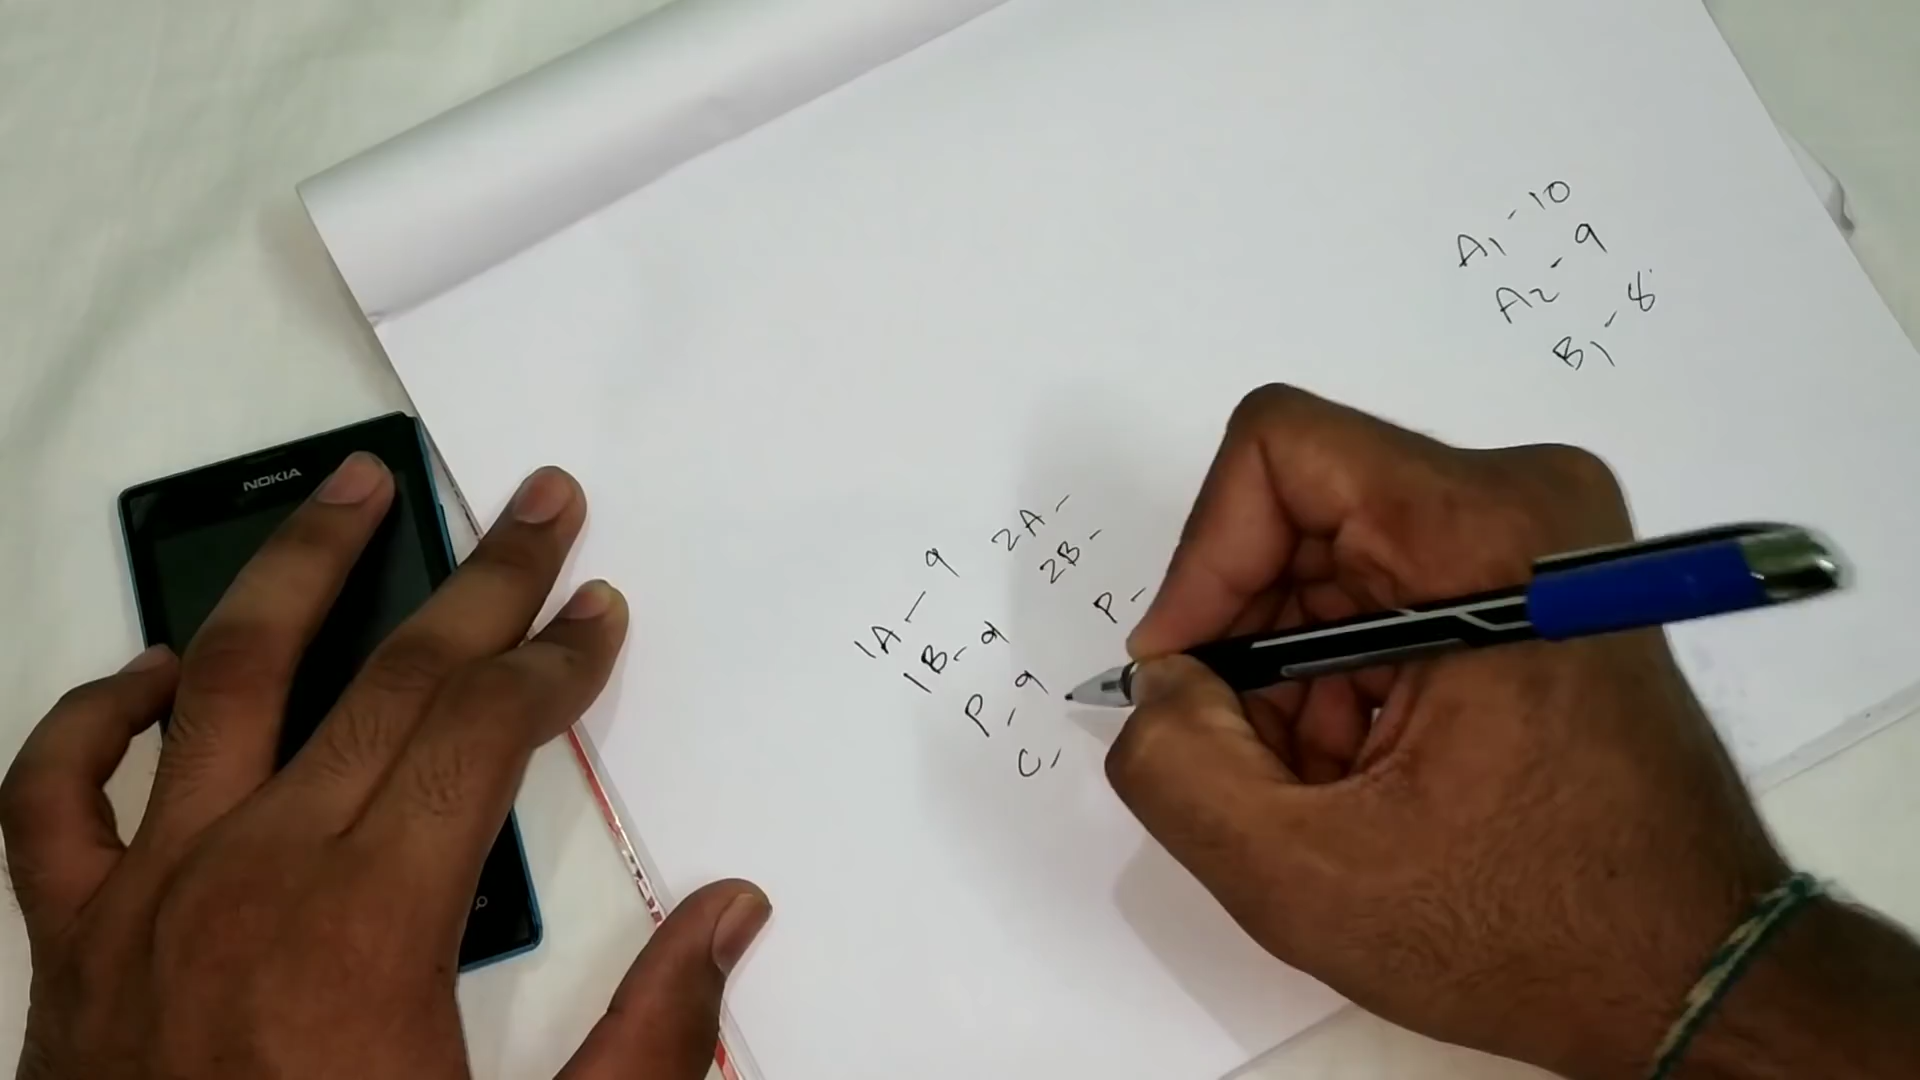 NOKIA
A1 - 10
A2 - 9
B1 - 8
1A - 9
1B - 9
P - 9
C -
2A -
2B -
P -